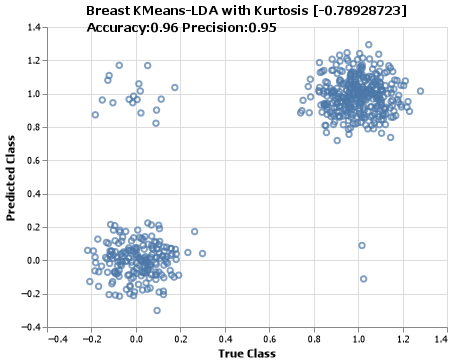 Breast KMeans-LDA with Kurtosis [-0.78928723]
Accuracy:0.96 Precision:0.95
1.4
1.2
1.0
0.8
0.6
0.4
0.2
0.0
−0.2
−0.4
Predicted Class
−0.4 −0.2 0.0 0.2 0.4 0.6 0.8 1.0 1.2 1.4
True Class